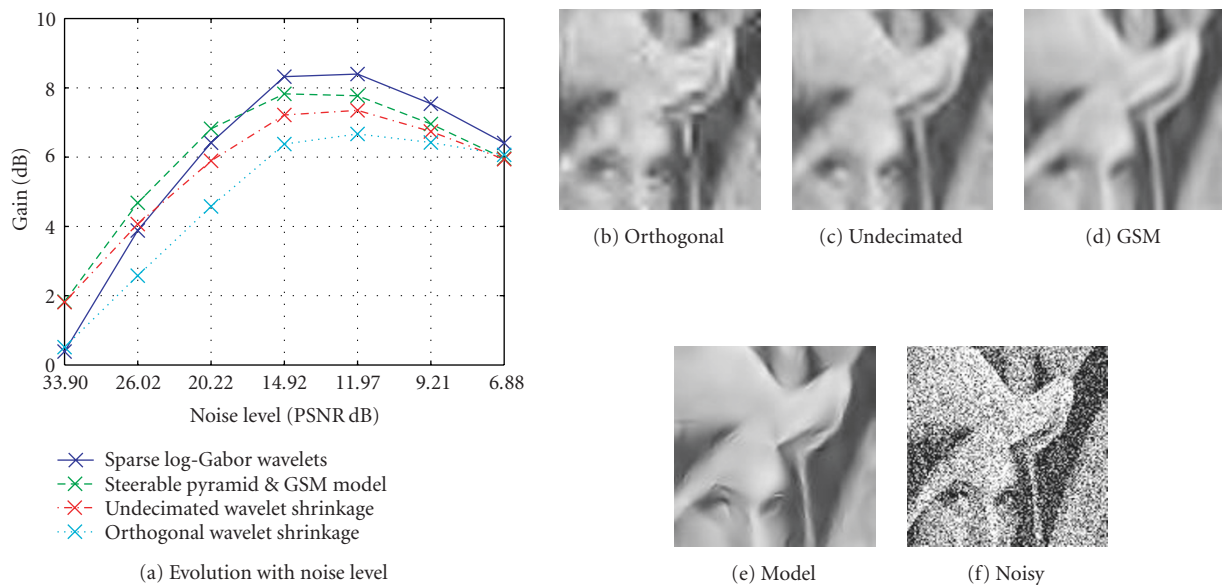 10
8
6
4
2
0
Gain (dB)
33.90 26.02 20.22 14.92 11.97 9.21 6.88
Noise level (PSNR dB)
Sparse log-Gabor wavelets
Steerable pyramid & GSM model
Undecimated wavelet shrinkage
Orthogonal wavelet shrinkage
(a) Evolution with noise level
(b) Orthogonal
(c) Undecimated
(d) GSM
(e) Model
(f) Noisy